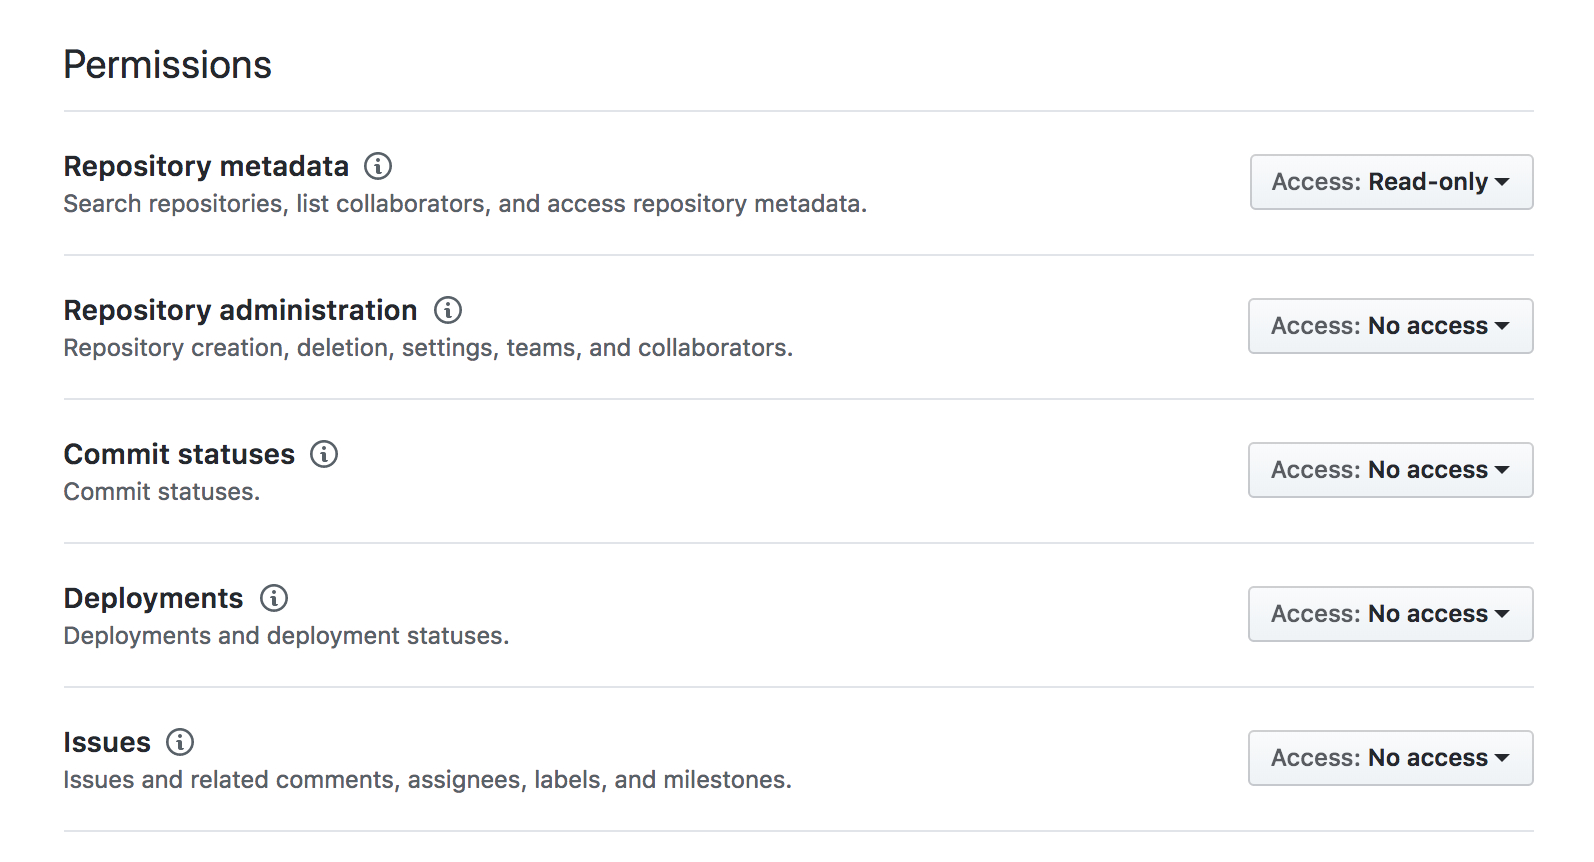 Permissions
Repository metadata
Search repositories, list collaborators, and access repository metadata.
Access: Read-only
Repository administration
Repository creation, deletion, settings, teams, and collaborators.
Access: No access
Commit statuses
Commit statuses.
Access: No access
Deployments
Deployments and deployment statuses.
Access: No access
Issues
Issues and related comments, assignees, labels, and milestones.
Access: No access